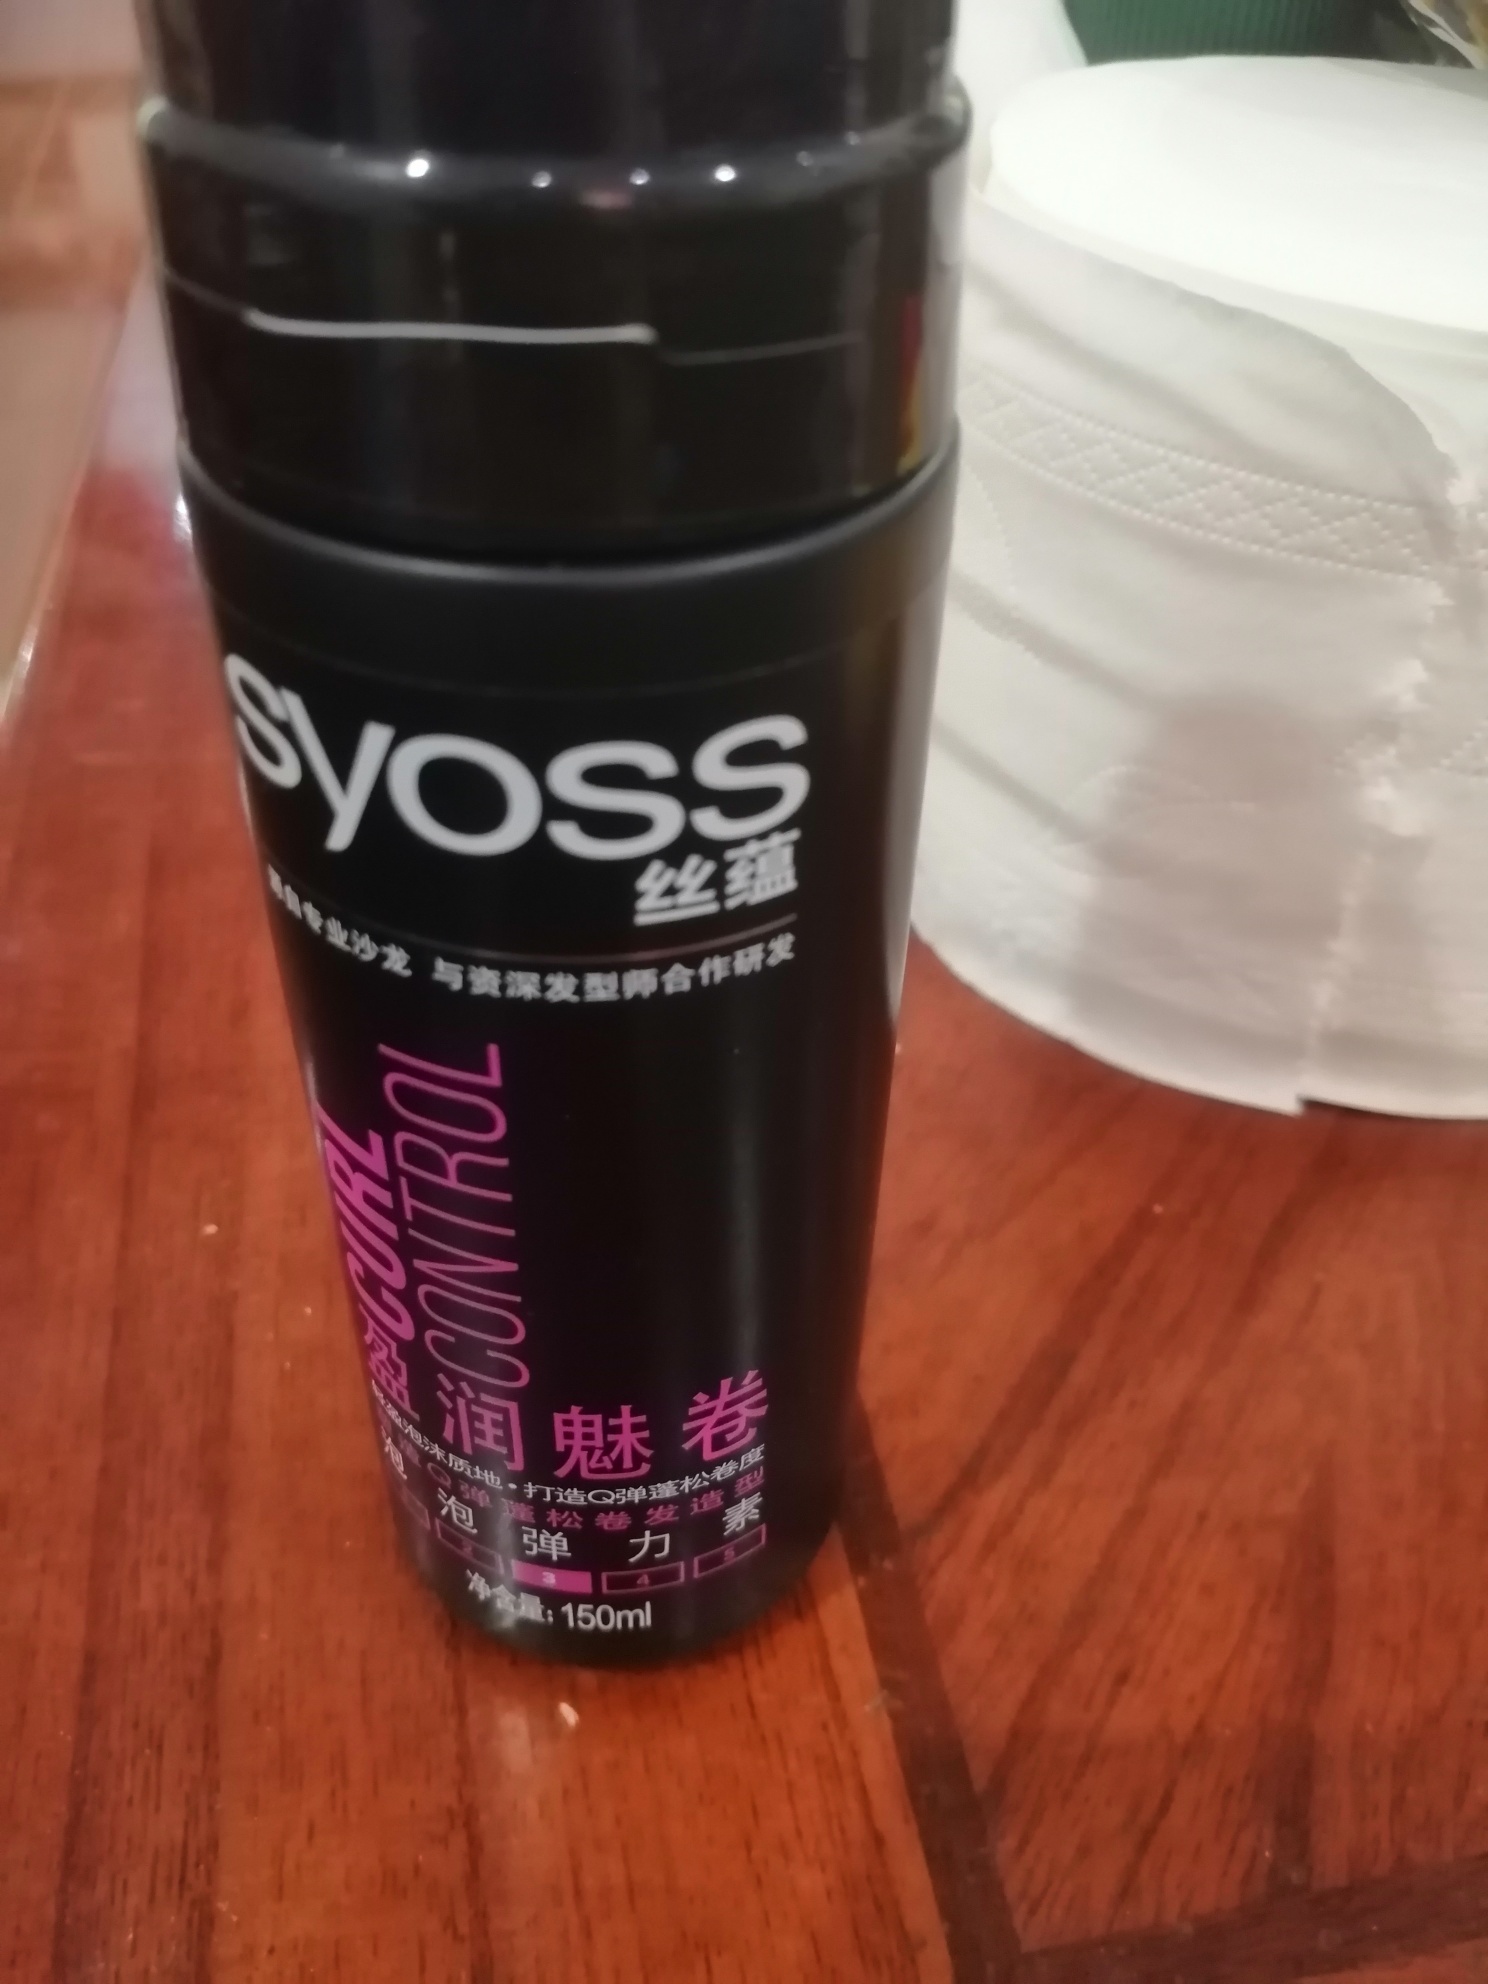 syoss
丝蕴
专业沙龙 与资深发型师合作研发
CURL
CONTROL
盈润魅卷
泡沫质地·打造Q弹蓬松卷度
Q弹蓬松卷发造型
泡泡弹力素
2 3 4 5
净含量: 150ml